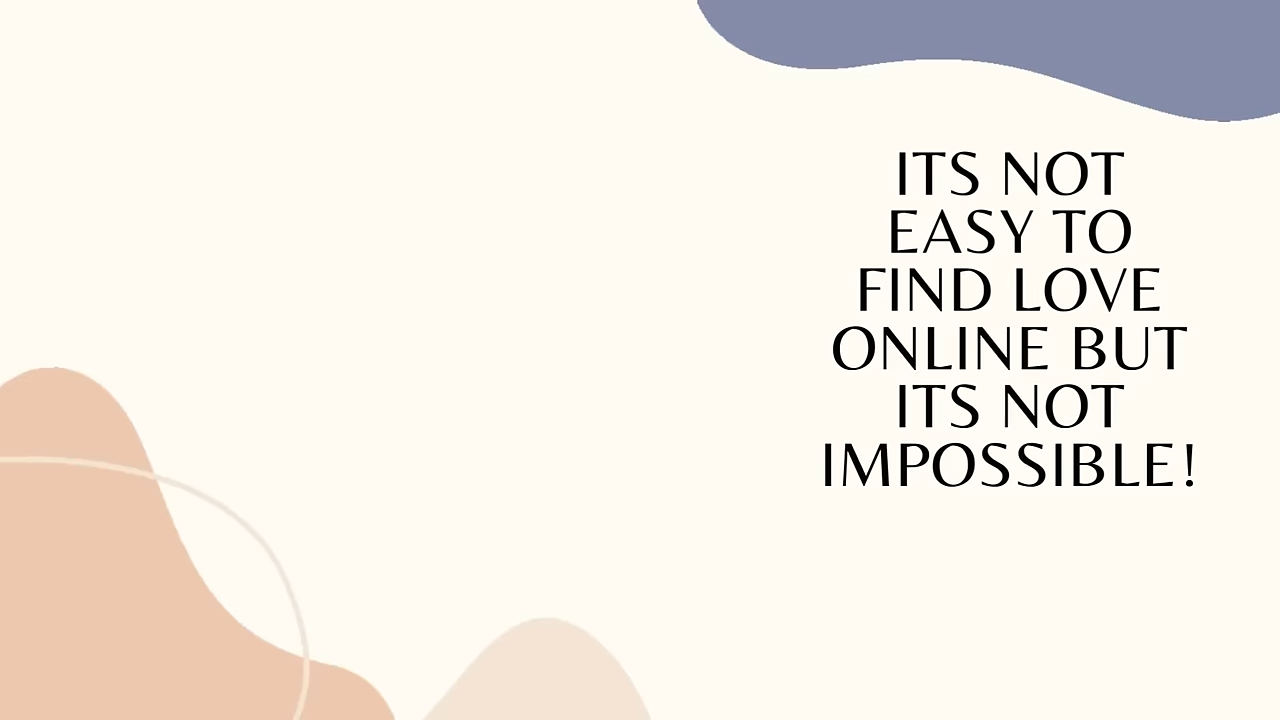 ITS NOT
EASY TO
FIND LOVE
ONLINE BUT
ITS NOT
IMPOSSIBLE!